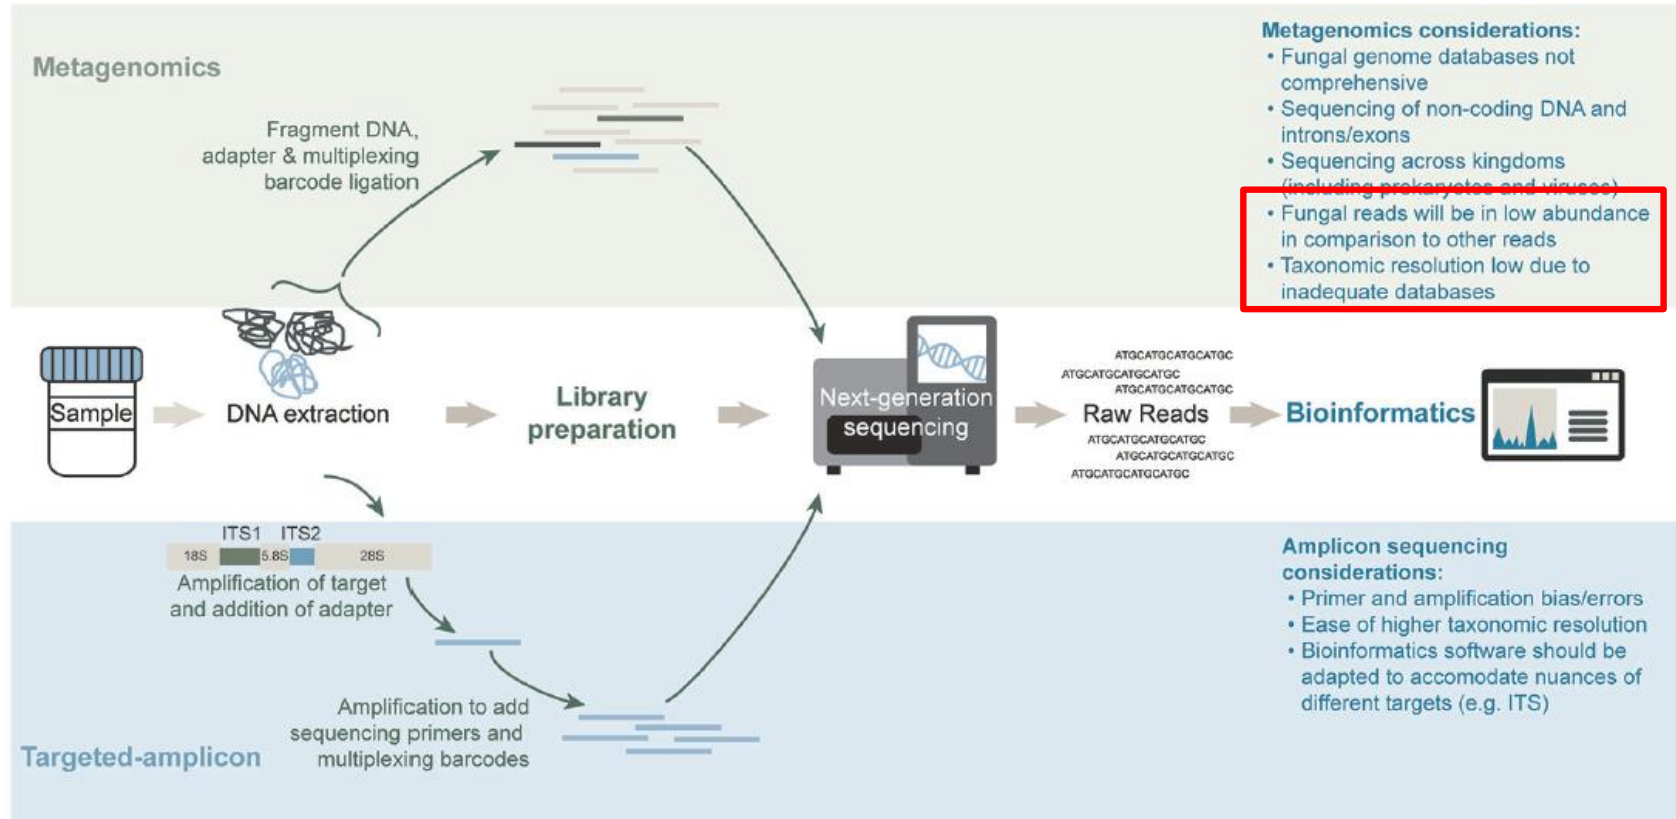 Metagenomics
Fragment DNA,
adapter & multiplexing
barcode ligation
Metagenomics considerations:
• Fungal genome databases not
comprehensive
• Sequencing of non-coding DNA and
introns/exons
• Sequencing across kingdoms
(including prokaryotes and viruses)
• Fungal reads will be in low abundance
in comparison to other reads
• Taxonomic resolution low due to
inadequate databases
Sample
DNA extraction
Library
preparation
Next-generation
sequencing
ATGCATGCATGCATGC
ATGCATGCATGCATGC
ATGCATGCATGCATGC
Raw Reads
ATGCATGCATGCATGC
ATGCATGCATGCATGC
ATGCATGCATGCATGC
Bioinformatics
ITS1 ITS2
18S 5.8S 28S
Amplification of target
and addition of adapter
Amplification to add
sequencing primers and
multiplexing barcodes
Targeted-amplicon
Amplicon sequencing
considerations:
• Primer and amplification bias/errors
• Ease of higher taxonomic resolution
• Bioinformatics software should be
adapted to accomodate nuances of
different targets (e.g. ITS)